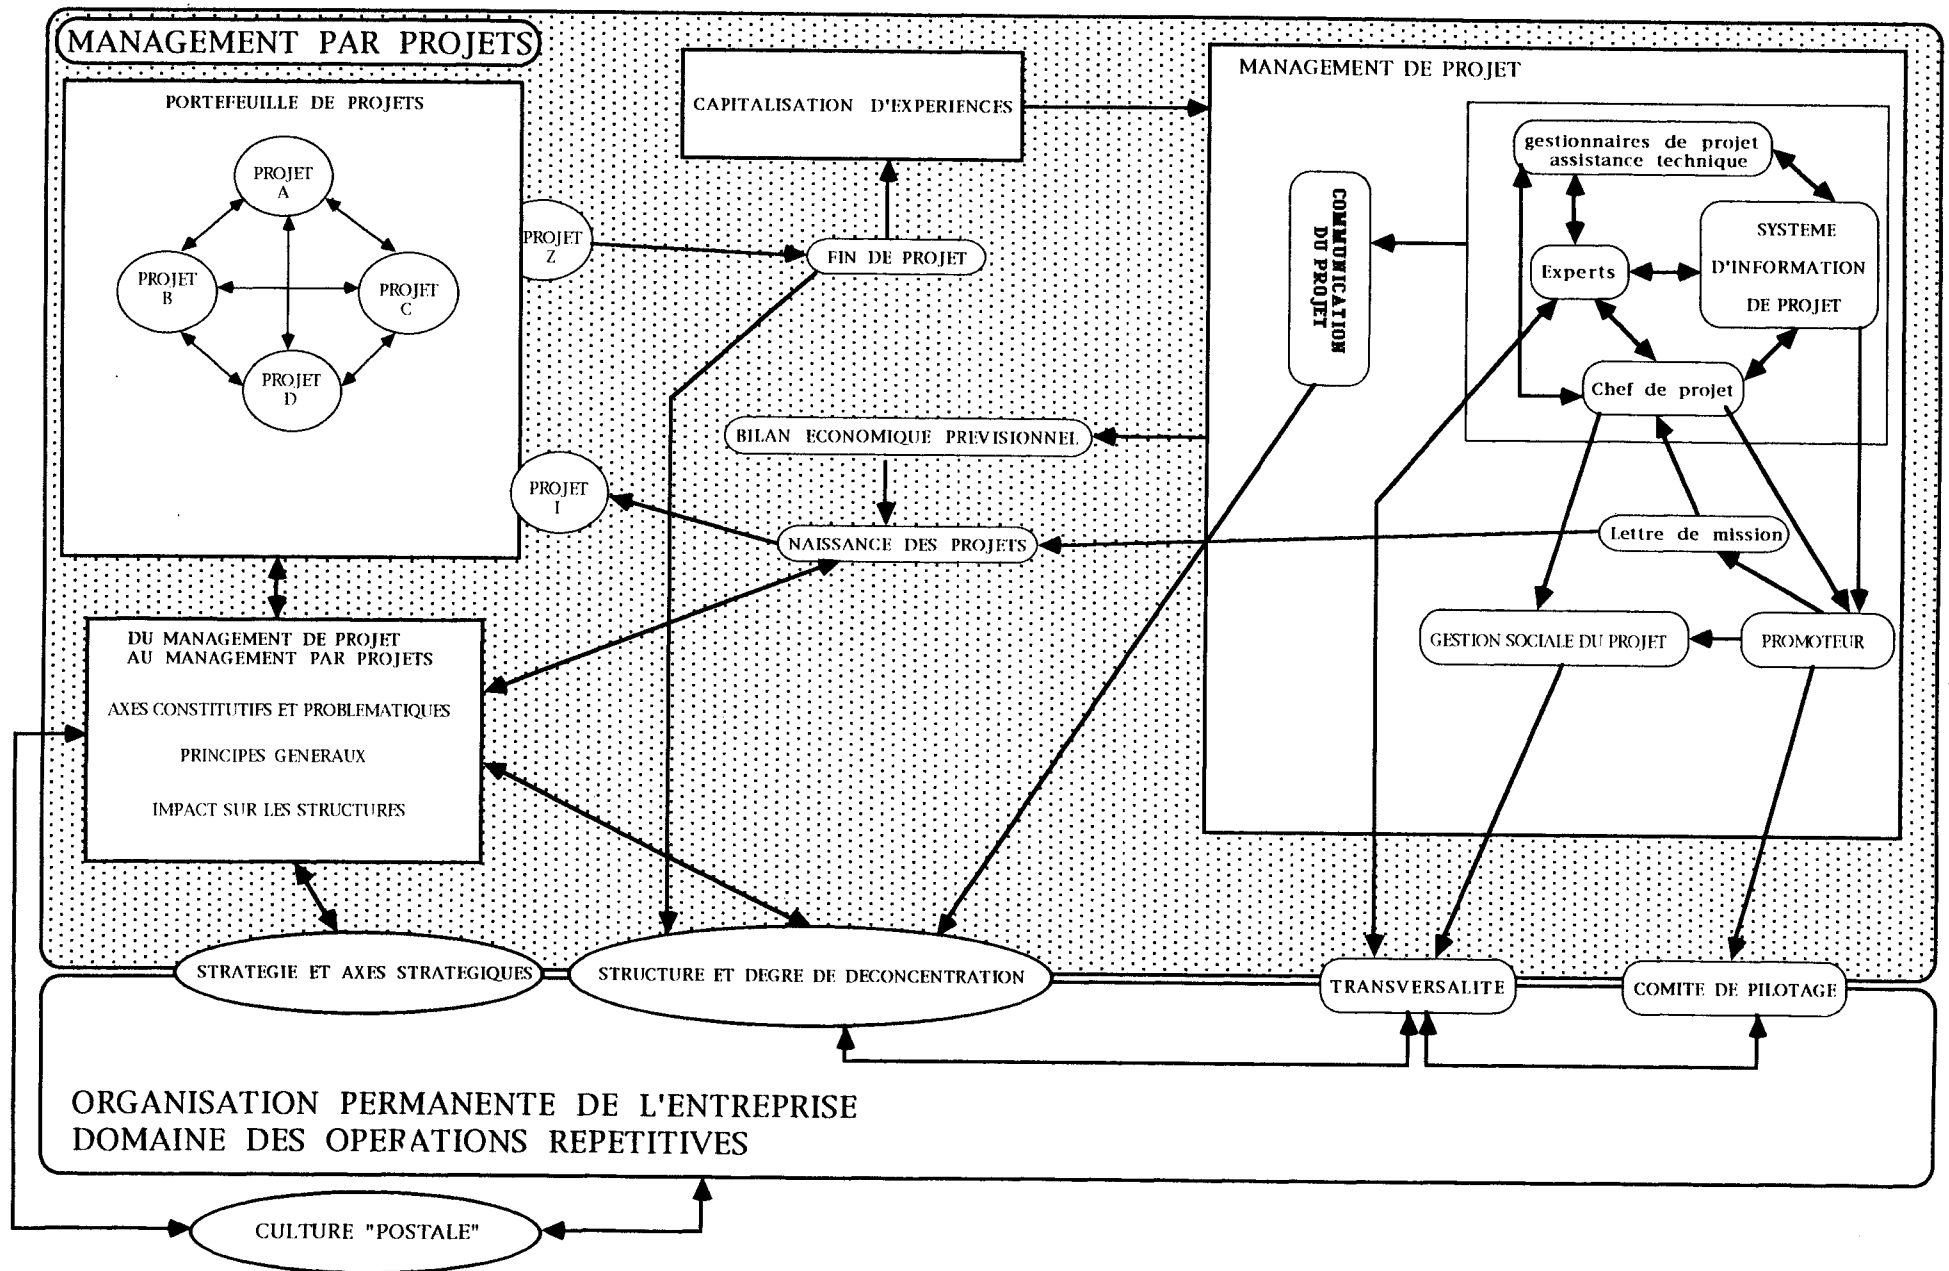 MANAGEMENT PAR PROJETS
PORTEFEUILLE DE PROJETS
PROJET
A
PROJET
B
PROJET
C
PROJET
D
PROJET
Z
PROJET
I
CAPITALISATION D'EXPERIENCES
FIN DE PROJET
BILAN ECONOMIQUE PREVISIONNEL
NAISSANCE DES PROJETS
MANAGEMENT DE PROJET
COMMUNICATION
DU PROJET
gestionnaires de projet
assistance technique
SYSTEME
D'INFORMATION
DE PROJET
Experts
Chef de projet
Lettre de mission
GESTION SOCIALE DU PROJET
PROMOTEUR
DU MANAGEMENT DE PROJET
AU MANAGEMENT PAR PROJETS
AXES CONSTITUTIFS ET PROBLEMATIQUES
PRINCIPES GENERAUX
IMPACT SUR LES STRUCTURES
STRATEGIE ET AXES STRATEGIQUES
STRUCTURE ET DEGRE DE DECONCENTRATION
TRANSVERSALITE
COMITE DE PILOTAGE
ORGANISATION PERMANENTE DE L'ENTREPRISE
DOMAINE DES OPERATIONS REPETITIVES
CULTURE "POSTALE"